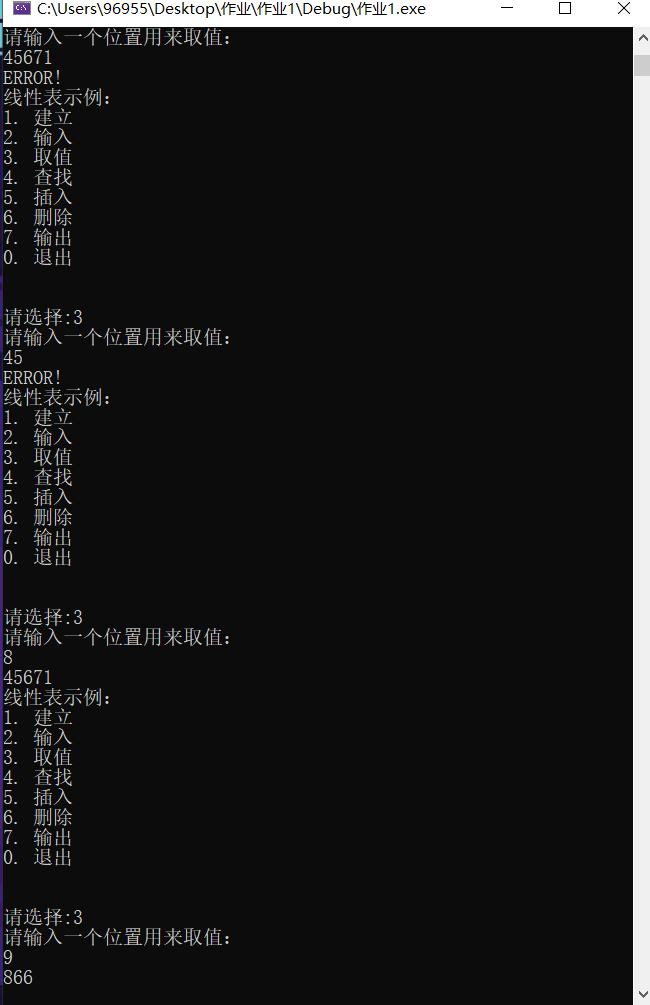 C:\Users\96955\Desktop\作业\作业1\Debug\作业1.exe
请输入一个位置用来取值:
45671
ERROR!
线性表示例:
1. 建立
2. 输入
3. 取值
4. 查找
5. 插入
6. 删除
7. 输出
0. 退出
请选择:3
请输入一个位置用来取值:
45
ERROR!
线性表示例:
1. 建立
2. 输入
3. 取值
4. 查找
5. 插入
6. 删除
7. 输出
0. 退出
请选择:3
请输入一个位置用来取值:
8
45671
线性表示例:
1. 建立
2. 输入
3. 取值
4. 查找
5. 插入
6. 删除
7. 输出
0. 退出
请选择:3
请输入一个位置用来取值:
9
866